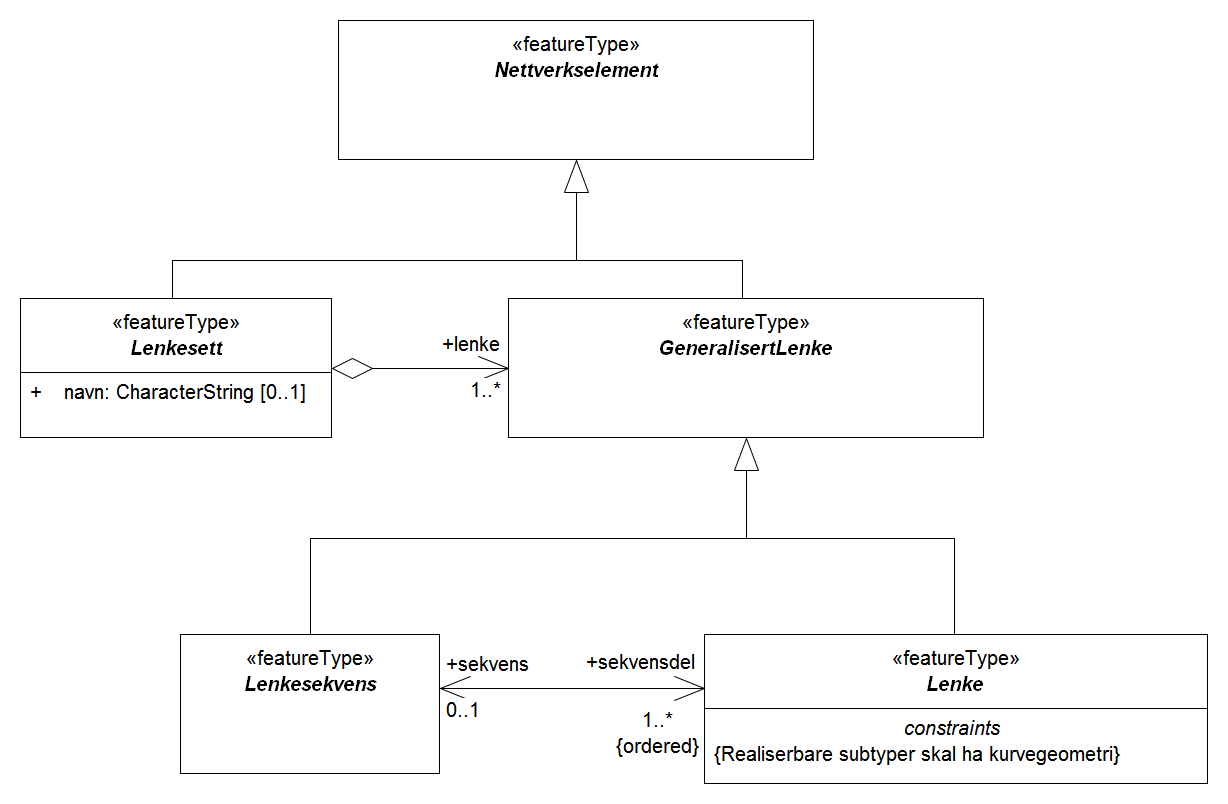 «featureType»
Nettverkselement
«featureType»
Lenkesett
+ navn: CharacterString [0..1]
+lenke
1..*
«featureType»
GeneralisertLenke
«featureType»
Lenkesekvens
+sekvens
0..1
+sekvensdel
1..*
{ordered}
«featureType»
Lenke
constraints
{Realiserbare subtyper skal ha kurvegeometri}